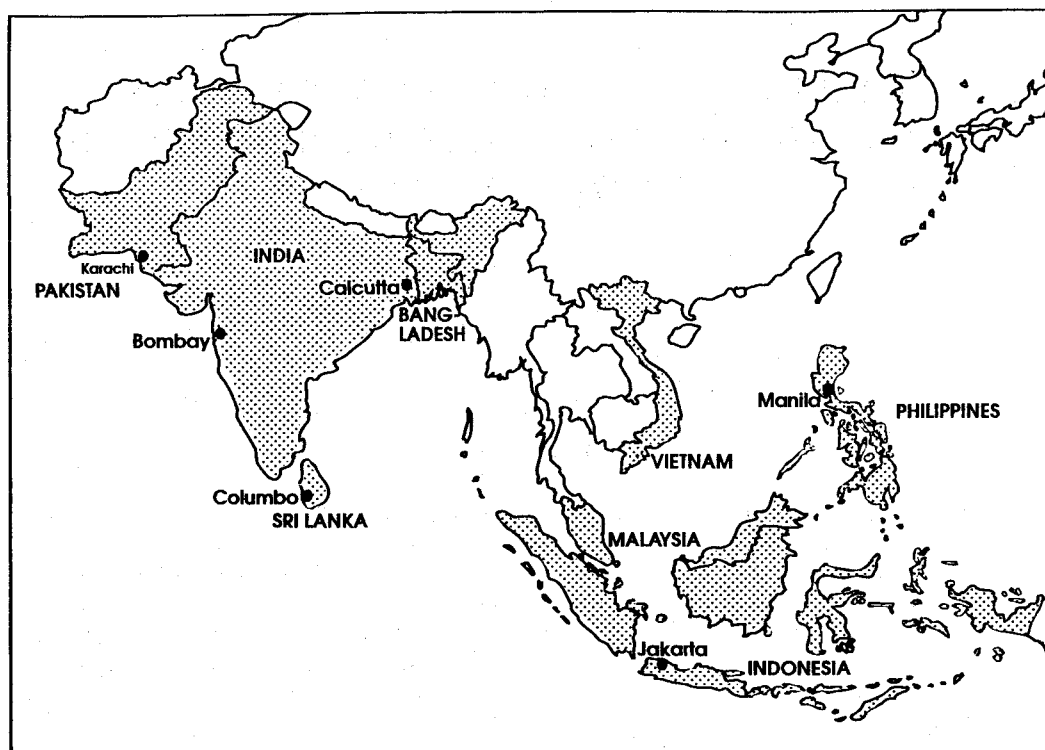 INDIA
Karachi
PAKISTAN
Calcutta
BANG
LADESH
Bombay
Manila
PHILIPPINES
VIETNAM
Columbo
SRI LANKA
MALAYSIA
Jakarta
INDONESIA